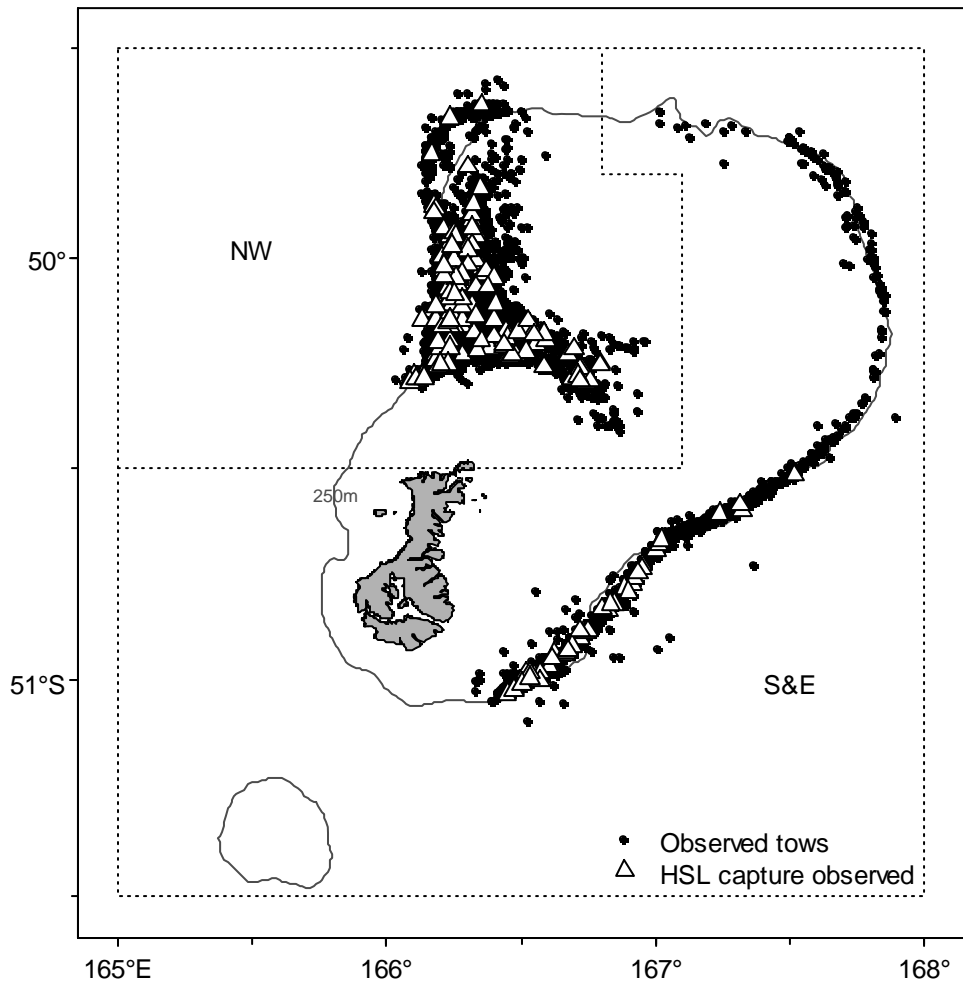 NW
50°
250m
51°S
S&E
Observed tows
HSL capture observed
165°E
166°
167°
168°